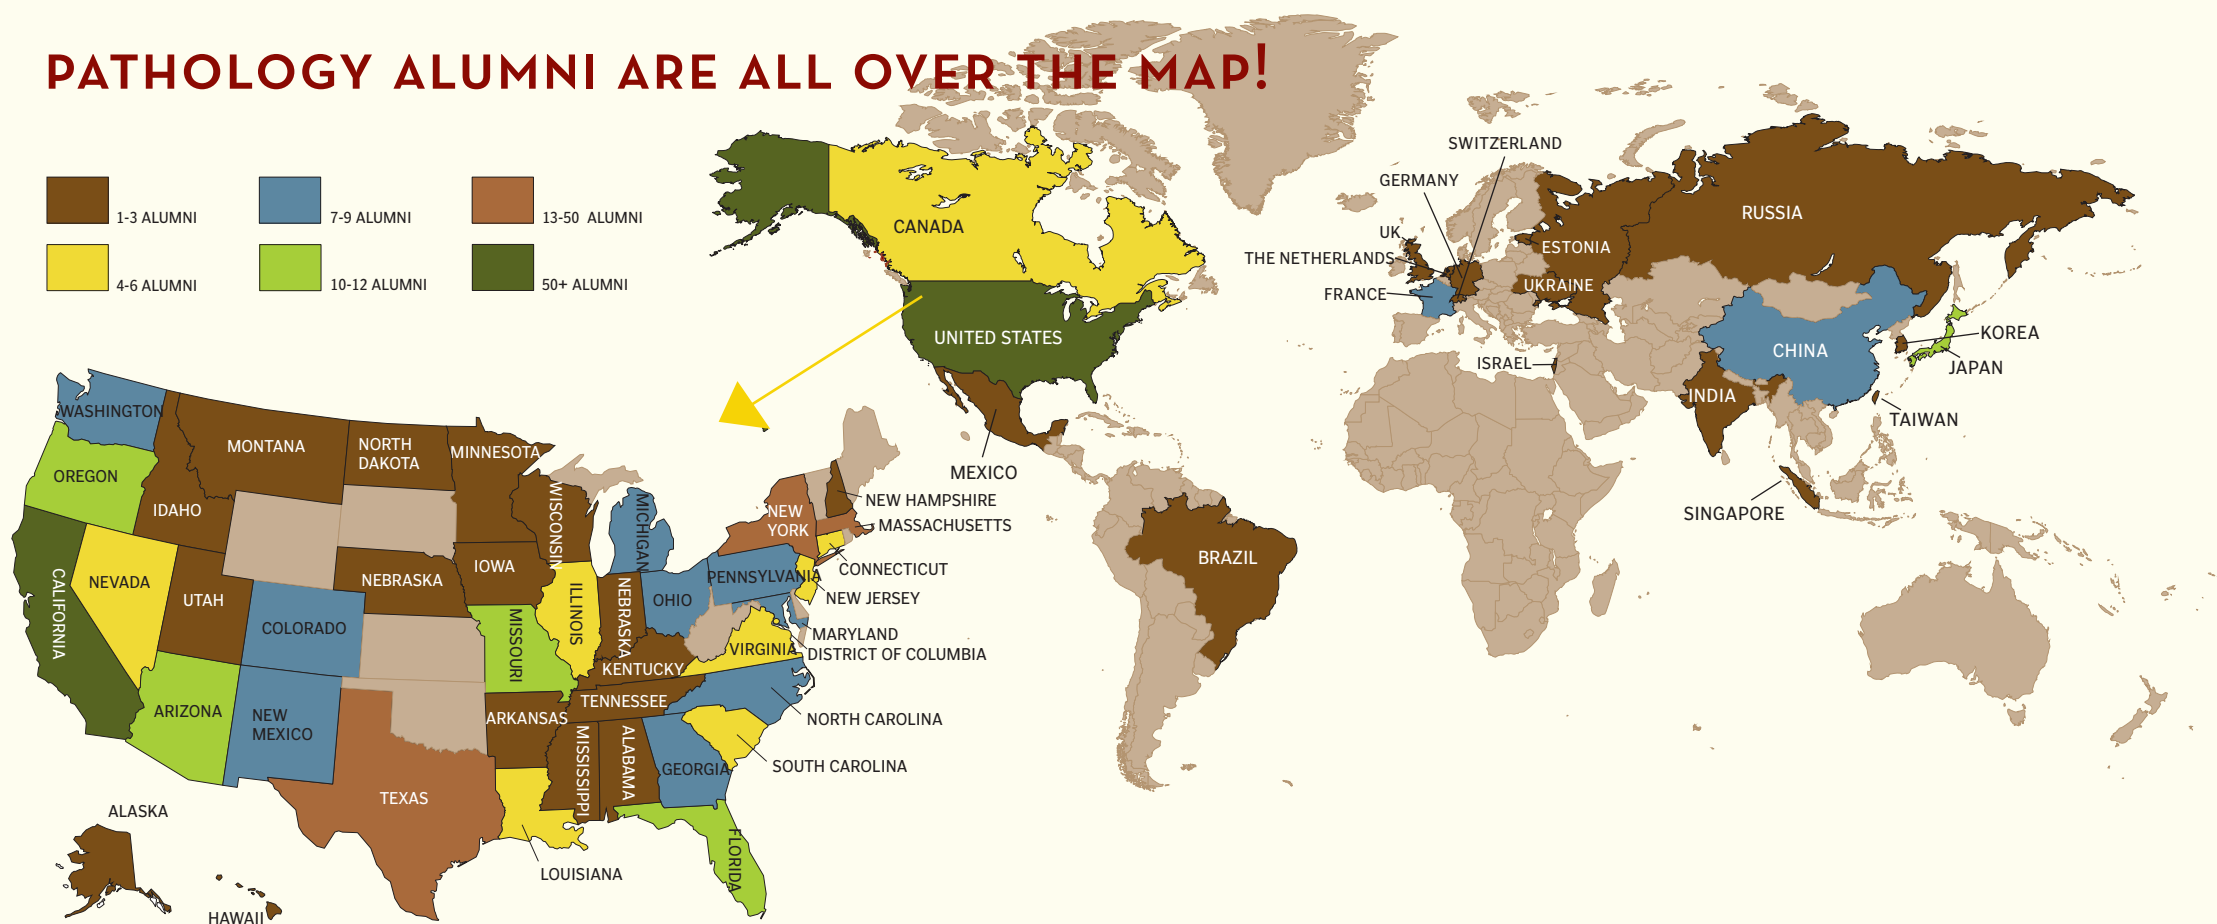 PATHOLOGY ALUMNI ARE ALL OVER THE MAP!
1-3 ALUMNI
7-9 ALUMNI
13-50 ALUMNI
4-6 ALUMNI
10-12 ALUMNI
50+ ALUMNI
CANADA
UNITED STATES
MEXICO
BRAZIL
SWITZERLAND
GERMANY
UK
THE NETHERLANDS
FRANCE
ISRAEL
ESTONIA
UKRAINE
RUSSIA
CHINA
INDIA
KOREA
JAPAN
TAIWAN
SINGAPORE
WASHINGTON
OREGON
CALIFORNIA
NEVADA
IDAHO
MONTANA
NORTH
DAKOTA
MINNESOTA
WISCONSIN
MICHIGAN
UTAH
COLORADO
NEBRASKA
IOWA
ILLINOIS
NEBRASKA
OHIO
PENNSYLVANIA
NEW
YORK
NEW HAMPSHIRE
MASSACHUSETTS
CONNECTICUT
NEW JERSEY
MARYLAND
DISTRICT OF COLUMBIA
VIRGINIA
KENTUCKY
MISSOURI
ARIZONA
NEW
MEXICO
TEXAS
ARKANSAS
TENNESSEE
NORTH CAROLINA
SOUTH CAROLINA
GEORGIA
ALABAMA
MISSISSIPPI
LOUISIANA
FLORIDA
ALASKA
HAWAII